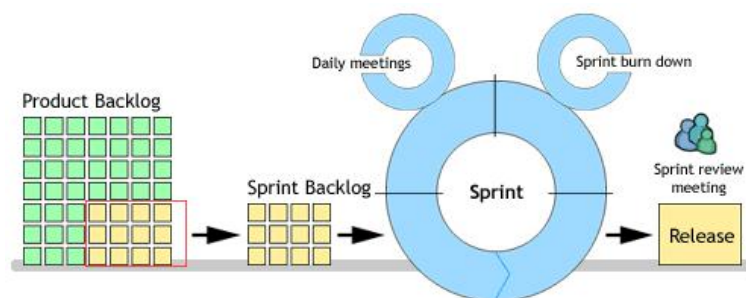 Daily meetings
Sprint burn down
Product Backlog
Sprint Backlog
Sprint
Sprint review
meeting
Release